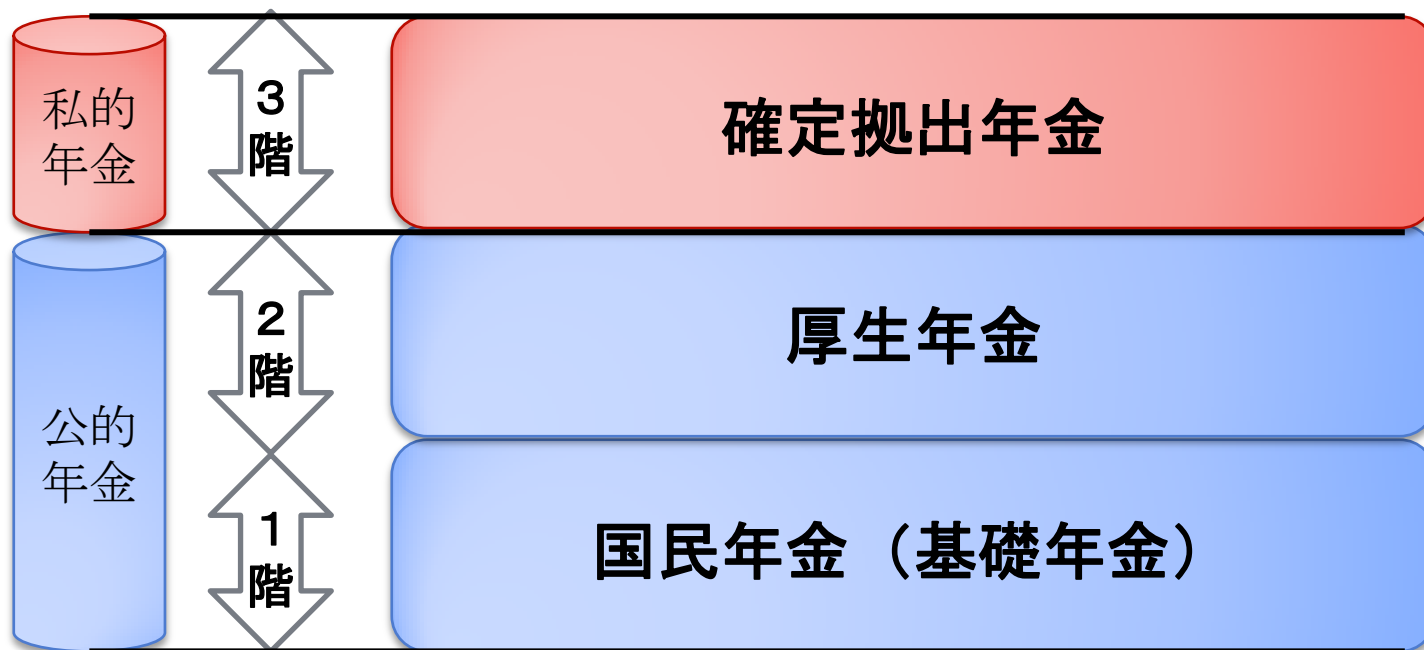 私的
年金
3
階
確定拠出年金
2
階
厚生年金
公的
年金
1
階
国民年金（基礎年金）